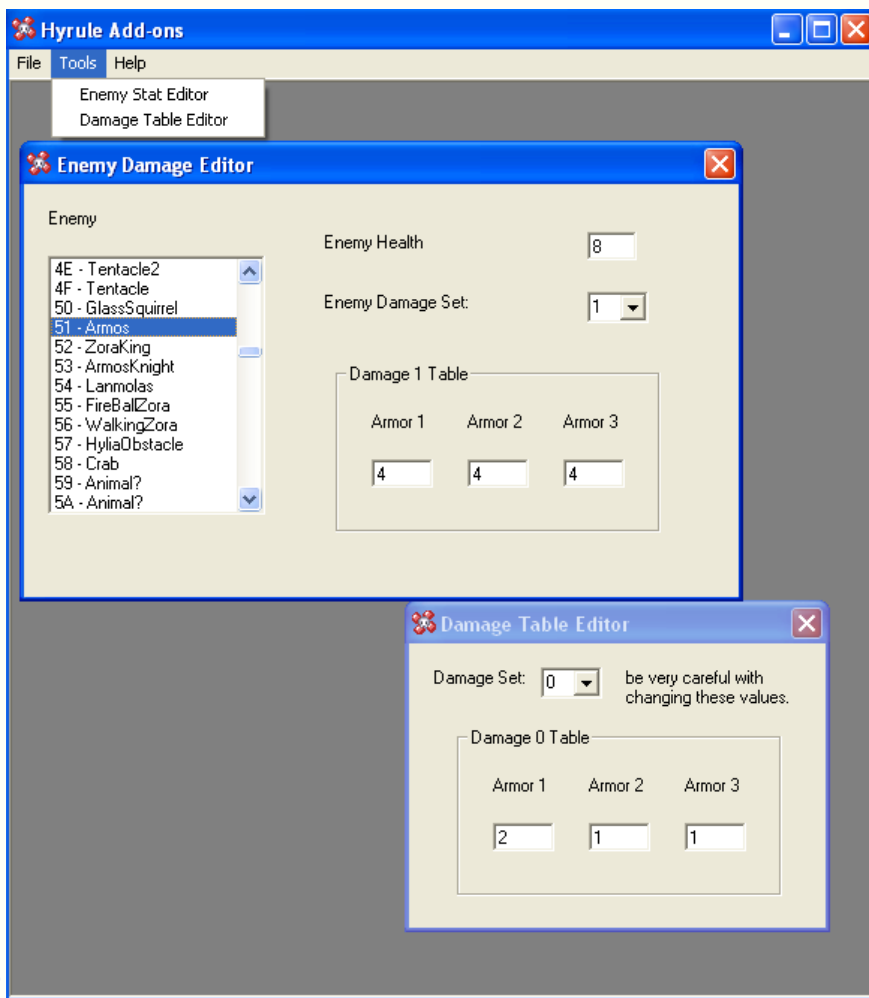 Hyrule Add-ons
File Tools Help
Enemy Stat Editor
Damage Table Editor
Enemy Damage Editor
Enemy
4E - Tentacle2
4F - Tentacle
50 - GlassSquirrel
51 - Armos
52 - ZoraKing
53 - ArmosKnight
54 - Lanmolas
55 - FireBallZora
56 - WalkingZora
57 - HyliaObstacle
58 - Crab
59 - Animal?
5A - Animal?
Enemy Health 8
Enemy Damage Set: 1
Damage 1 Table
Armor 1 Armor 2 Armor 3
4 4 4
Damage Table Editor
Damage Set: 0
be very careful with
changing these values.
Damage 0 Table
Armor 1 Armor 2 Armor 3
2 1 1